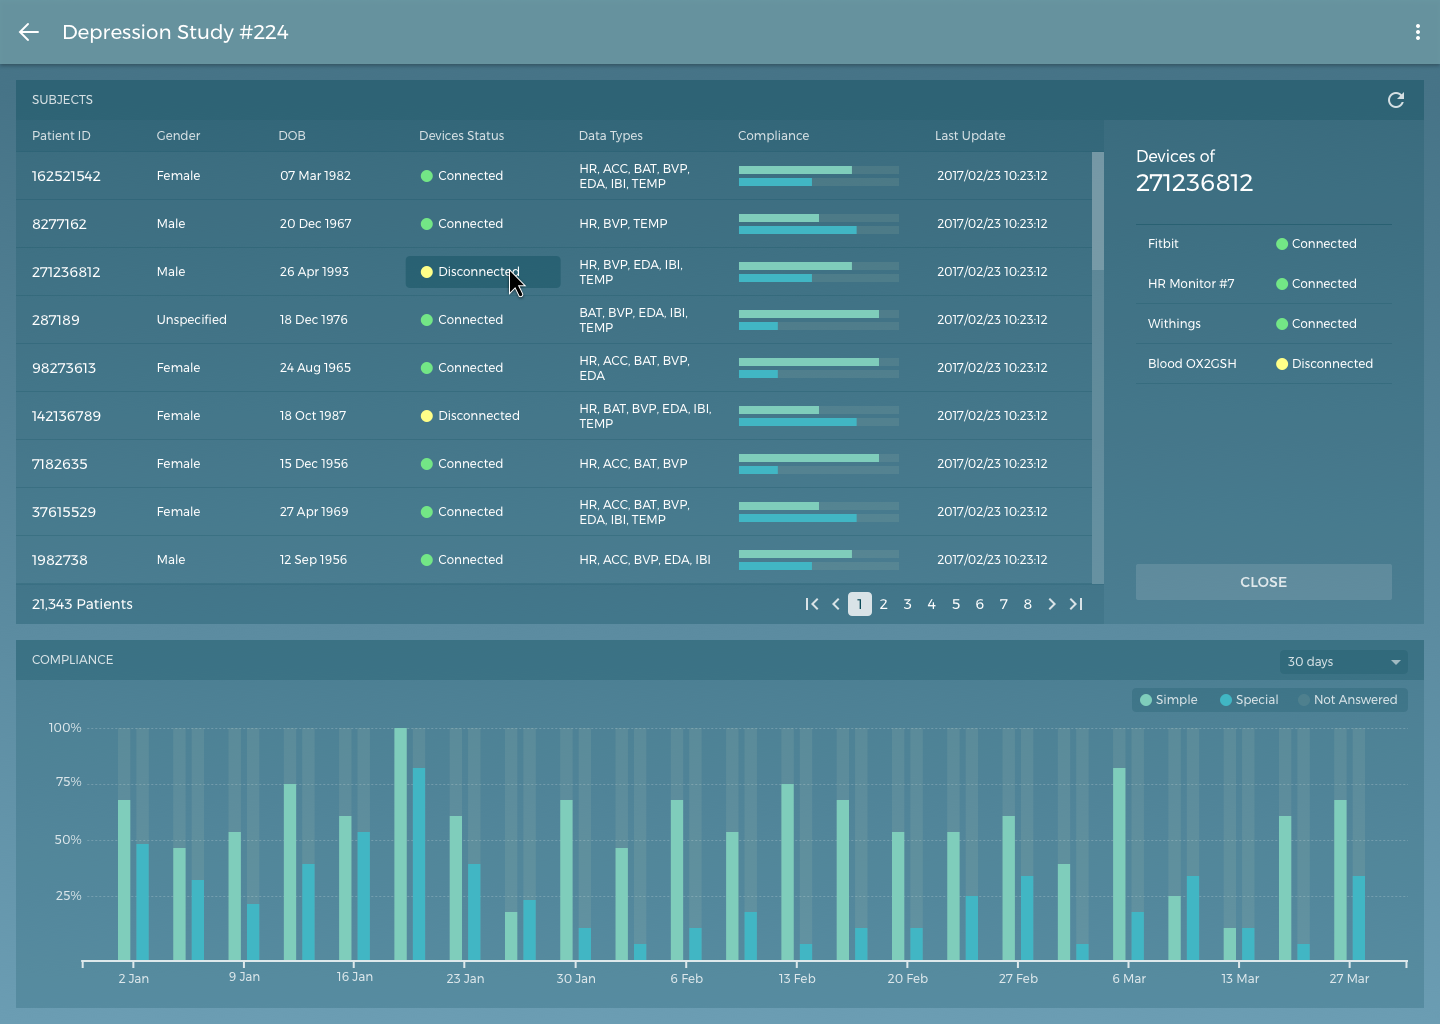 Depression Study #224
SUBJECTS
Patient ID Gender DOB Devices Status Data Types Compliance Last Update
162521542 Female 07 Mar 1982 Connected HR, ACC, BAT, BVP, EDA, IBI, TEMP 2017/02/23 10:23:12
8277162 Male 20 Dec 1967 Connected HR, BVP, TEMP 2017/02/23 10:23:12
271236812 Male 26 Apr 1993 Disconnected HR, BVP, EDA, IBI, TEMP 2017/02/23 10:23:12
287189 Unspecified 18 Dec 1976 Connected BAT, BVP, EDA, IBI, TEMP 2017/02/23 10:23:12
98273613 Female 24 Aug 1965 Connected HR, ACC, BAT, BVP, EDA 2017/02/23 10:23:12
142136789 Female 18 Oct 1987 Disconnected HR, BAT, BVP, EDA, IBI, TEMP 2017/02/23 10:23:12
7182635 Female 15 Dec 1956 Connected HR, ACC, BAT, BVP 2017/02/23 10:23:12
37615529 Female 27 Apr 1969 Connected HR, ACC, BAT, BVP, EDA, IBI, TEMP 2017/02/23 10:23:12
1982738 Male 12 Sep 1956 Connected HR, ACC, BVP, EDA, IBI 2017/02/23 10:23:12
21,343 Patients 1 2 3 4 5 6 7 8
Devices of
271236812
Fitbit Connected
HR Monitor #7 Connected
Withings Connected
Blood OX2GSH Disconnected
CLOSE
COMPLIANCE
30 days
Simple Special Not Answered
100%
75%
50%
25%
2 Jan 9 Jan 16 Jan 23 Jan 30 Jan 6 Feb 13 Feb 20 Feb 27 Feb 6 Mar 13 Mar 27 Mar